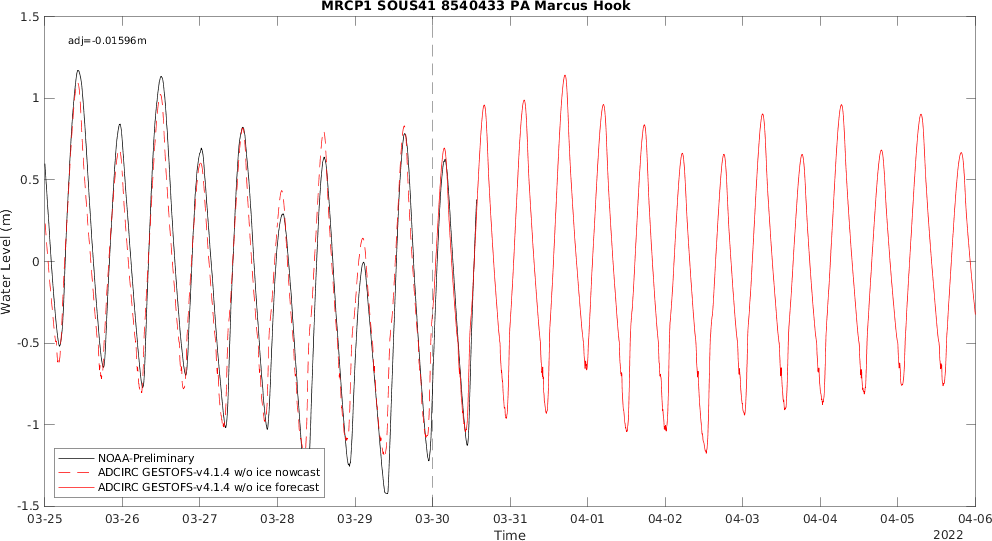 MRCP1 SOUS41 8540433 PA Marcus Hook
adj=-0.01596m
1.5
1
0.5
0
-0.5
-1
-1.5
Water Level (m)
NOAA-Preliminary
ADCIRC GESTOFS-v4.1.4 w/o ice nowcast
ADCIRC GESTOFS-v4.1.4 w/o ice forecast
03-25 03-26 03-27 03-28 03-29 03-30 03-31 04-01 04-02 04-03 04-04 04-05 04-06
Time
2022